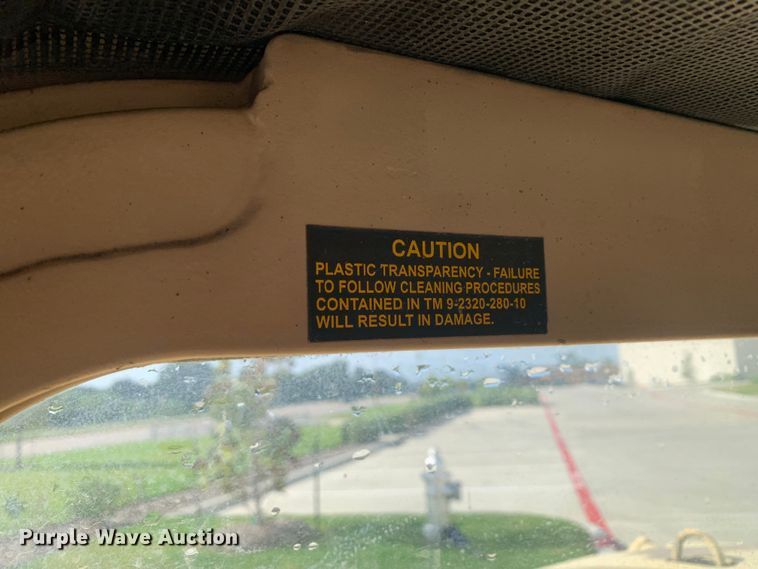 CAUTION
PLASTIC TRANSPARENCY - FAILURE
TO FOLLOW CLEANING PROCEDURES
CONTAINED IN TM 9-2320-280-10
WILL RESULT IN DAMAGE.
Purple Wave Auction